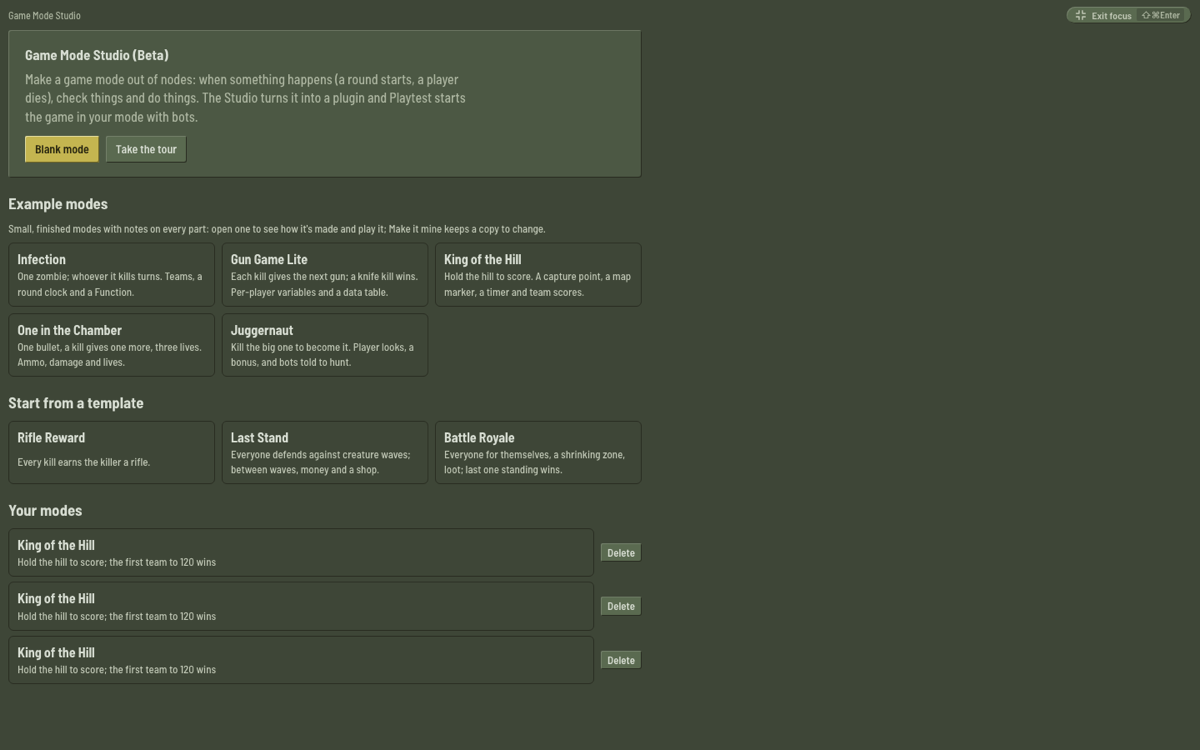 Game Mode Studio
Exit focus ⇧⌘Enter
Game Mode Studio (Beta)
Make a game mode out of nodes: when something happens (a round starts, a player
dies), check things and do things. The Studio turns it into a plugin and Playtest starts
the game in your mode with bots.
Blank mode
Take the tour
Example modes
Small, finished modes with notes on every part: open one to see how it's made and play it; Make it mine keeps a copy to change.
Infection
One zombie; whoever it kills turns. Teams, a
round clock and a Function.
Gun Game Lite
Each kill gives the next gun; a knife kill wins.
Per-player variables and a data table.
King of the Hill
Hold the hill to score. A capture point, a map
marker, a timer and team scores.
One in the Chamber
One bullet, a kill gives one more, three lives.
Ammo, damage and lives.
Juggernaut
Kill the big one to become it. Player looks, a
bonus, and bots told to hunt.
Start from a template
Rifle Reward
Every kill earns the killer a rifle.
Last Stand
Everyone defends against creature waves;
between waves, money and a shop.
Battle Royale
Everyone for themselves, a shrinking zone,
loot; last one standing wins.
Your modes
King of the Hill
Hold the hill to score; the first team to 120 wins
Delete
King of the Hill
Hold the hill to score; the first team to 120 wins
Delete
King of the Hill
Hold the hill to score; the first team to 120 wins
Delete